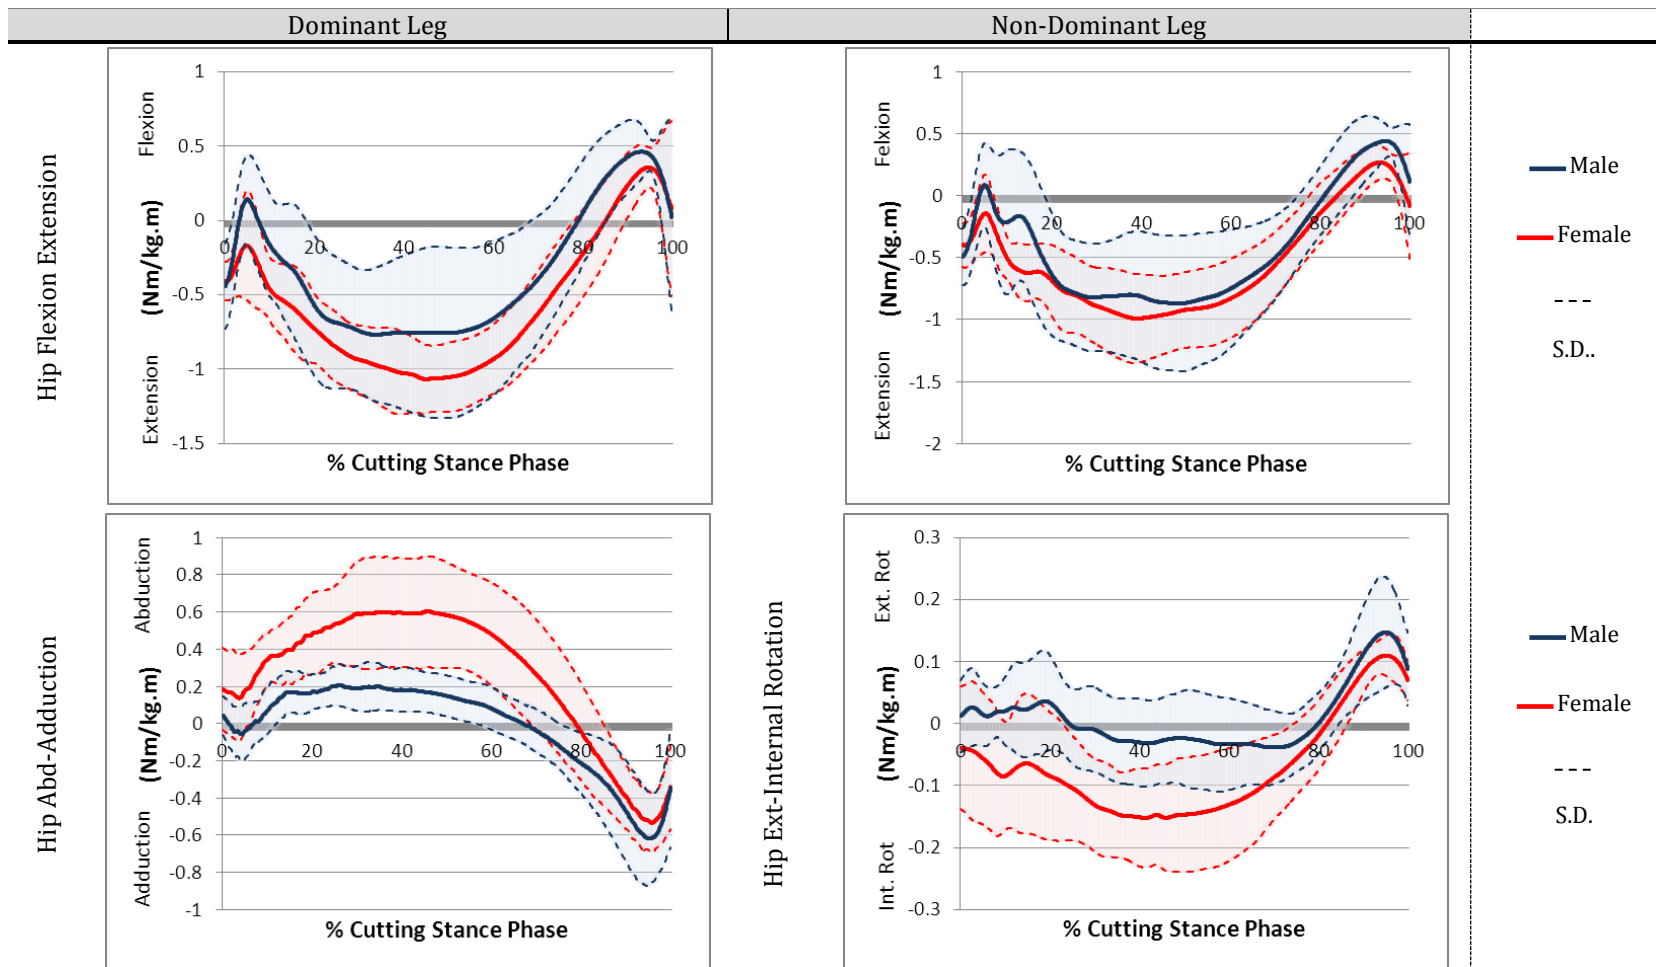 Dominant Leg
Non-Dominant Leg
Hip Flexion Extension
Flexion
(Nm/kg.m)
Extension
1
0.5
0
-0.5
-1
-1.5
0 20 40 60 80 100
% Cutting Stance Phase
Felxion
(Nm/kg.m)
Extension
1
0.5
0
-0.5
-1
-1.5
-2
0 20 40 60 80 100
% Cutting Stance Phase
Male
Female
---
S.D..
Hip Abd-Adduction
Abduction
(Nm/kg.m)
Adduction
1
0.8
0.6
0.4
0.2
0
-0.2
-0.4
-0.6
-0.8
-1
0 20 40 60 80 100
% Cutting Stance Phase
Hip Ext-Internal Rotation
Ext. Rot
(Nm/kg.m)
Int. Rot
0.3
0.2
0.1
0
-0.1
-0.2
-0.3
0 20 40 60 80 100
% Cutting Stance Phase
Male
Female
---
S.D.